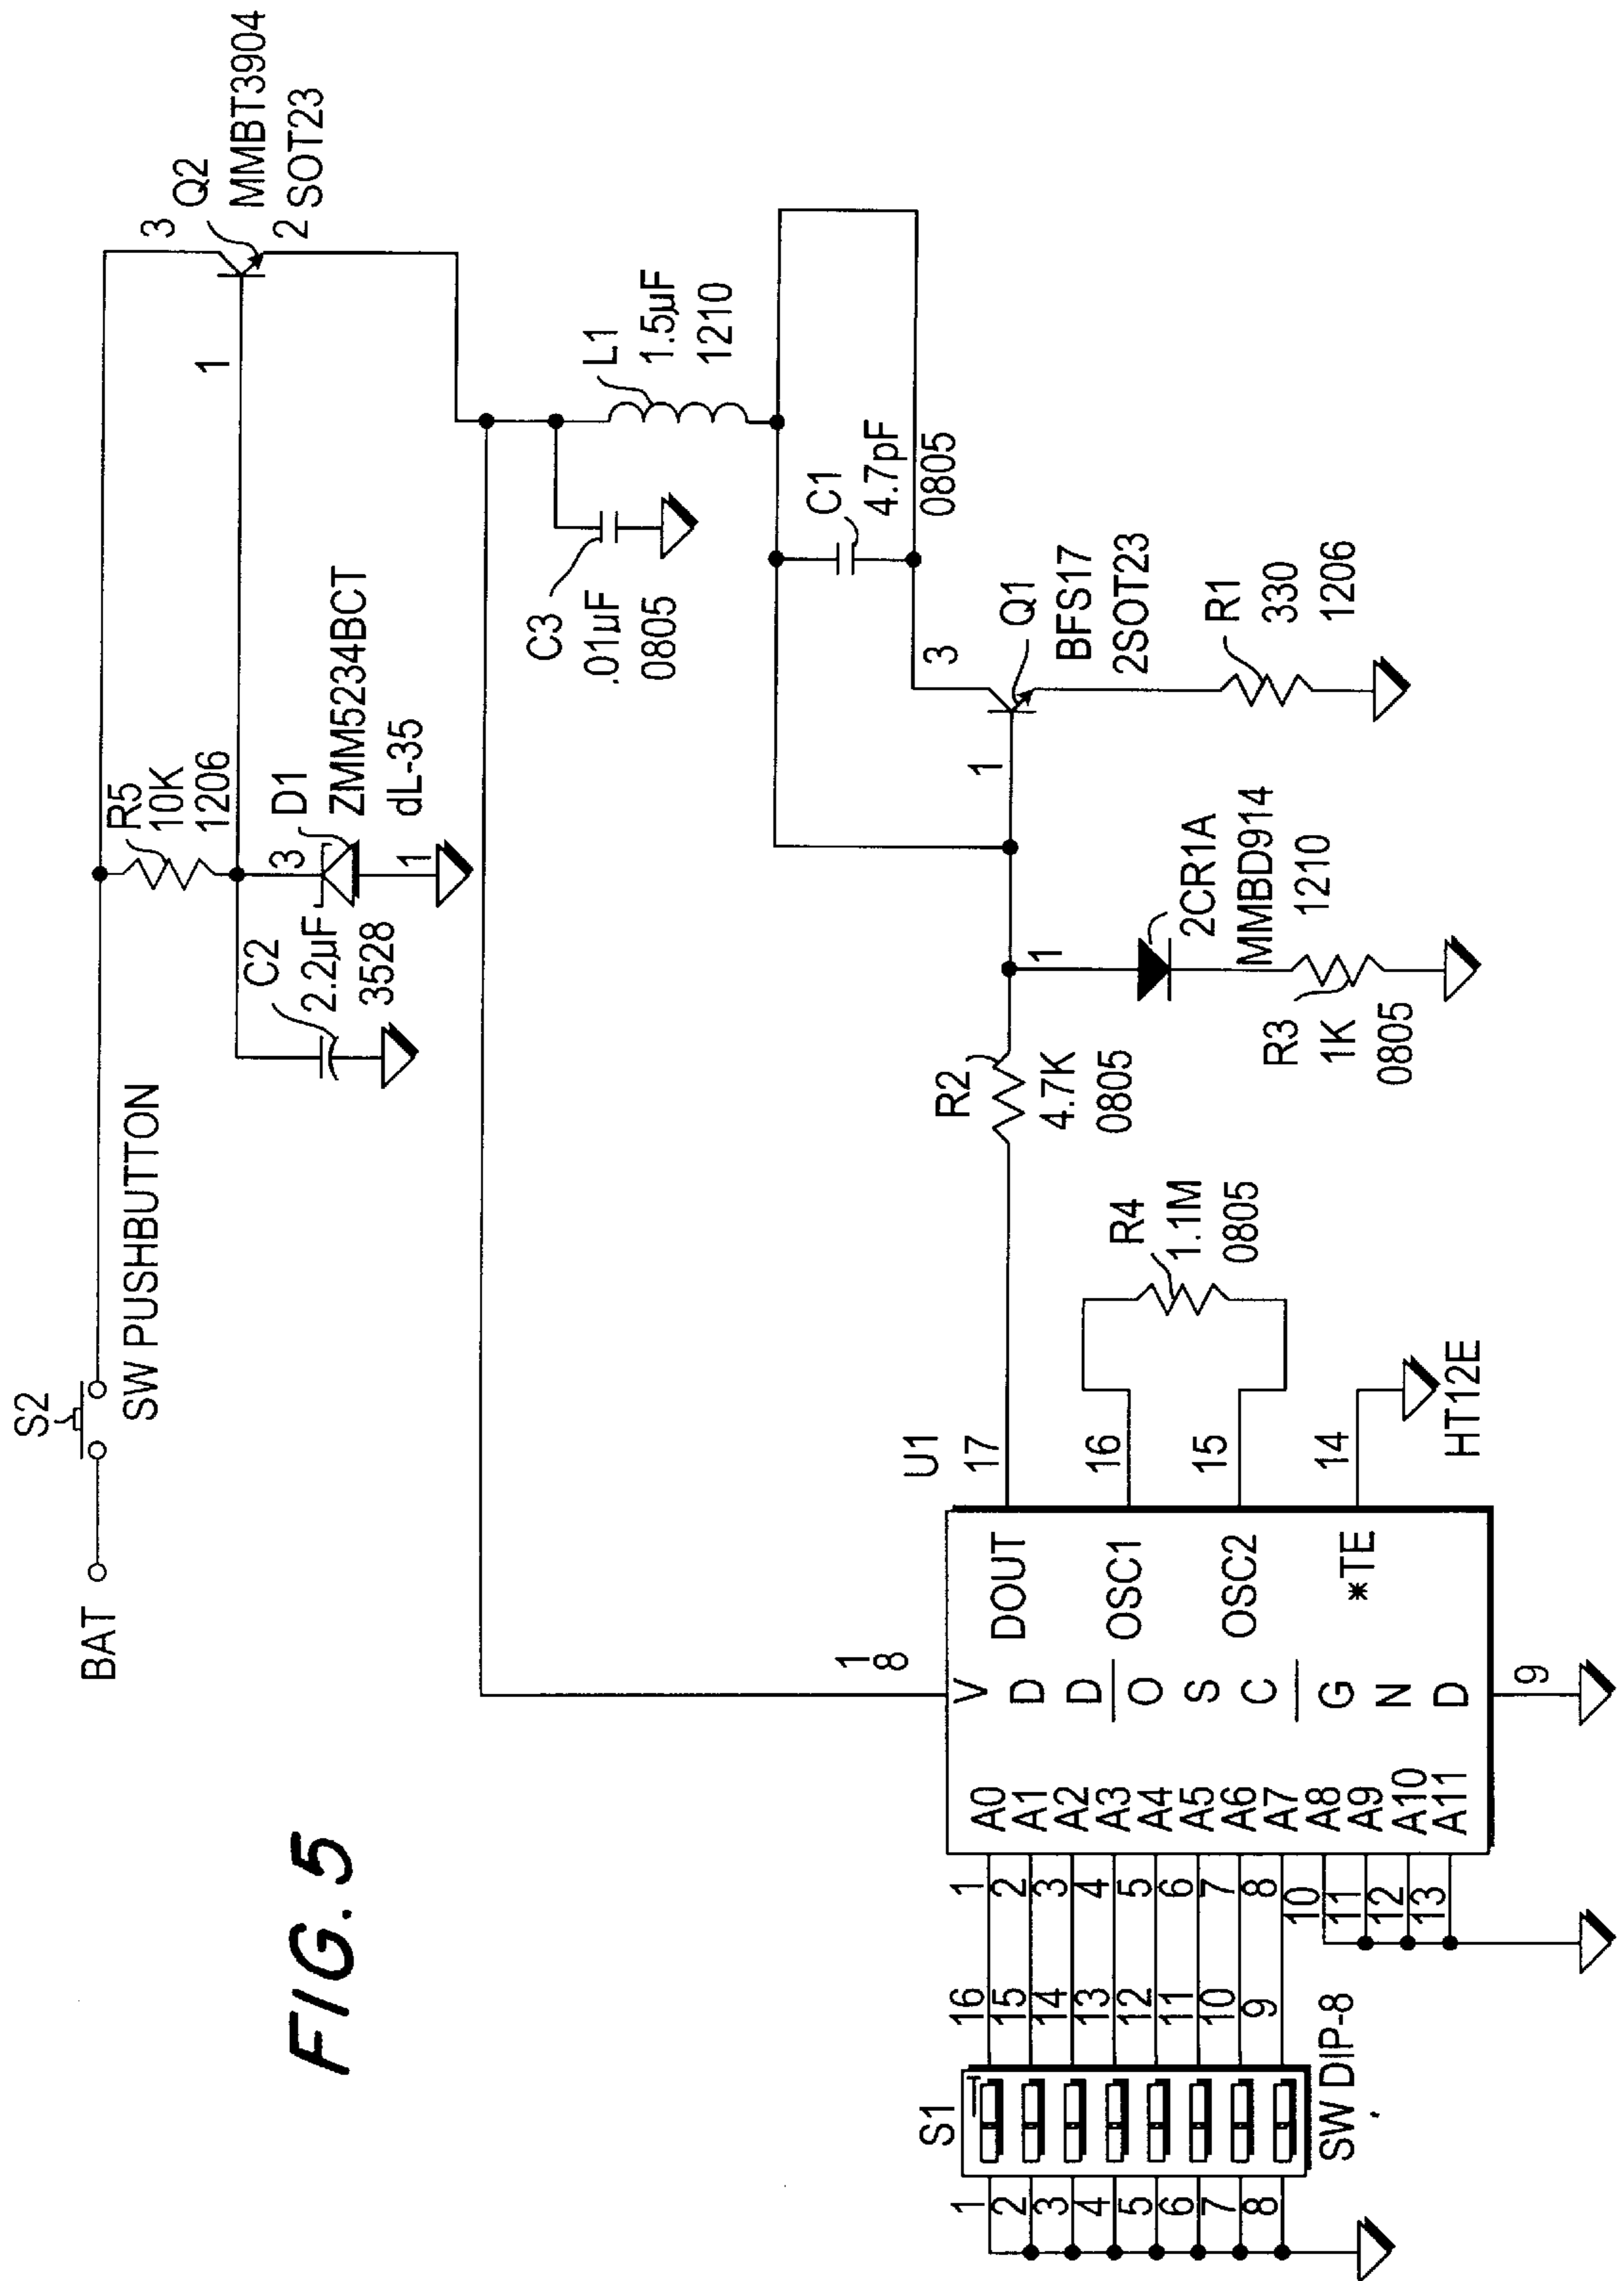 FIG. 5
BAT
S2
SW PUSHBUTTON
R5
10K
1206
C2
2.2µF
3528
3
D1
ZMM5234BCT
dL-35
1
1
3
Q2
MMBT3904
SOT23
2
C3
.01µF
0805
L1
1.5µF
1210
C1
4.7pF
0805
3
1
Q1
BFS17
2SOT23
R1
330
1206
1
2CR1A
MMBD914
1210
R3
1K
0805
R2
4.7K
0805
R4
1.1M
0805
U1
17
16
15
14
HT12E
1
8
VDD/OSC/GND
DOUT
OSC1
OSC2
*TE
9
A0
A1
A2
A3
A4
A5
A6
A7
A8
A9
A10
A11
1
2
3
4
5
6
7
8
10
11
12
13
16
15
14
13
12
11
10
9
S1
SW DIP-8
1
2
3
4
5
6
7
8